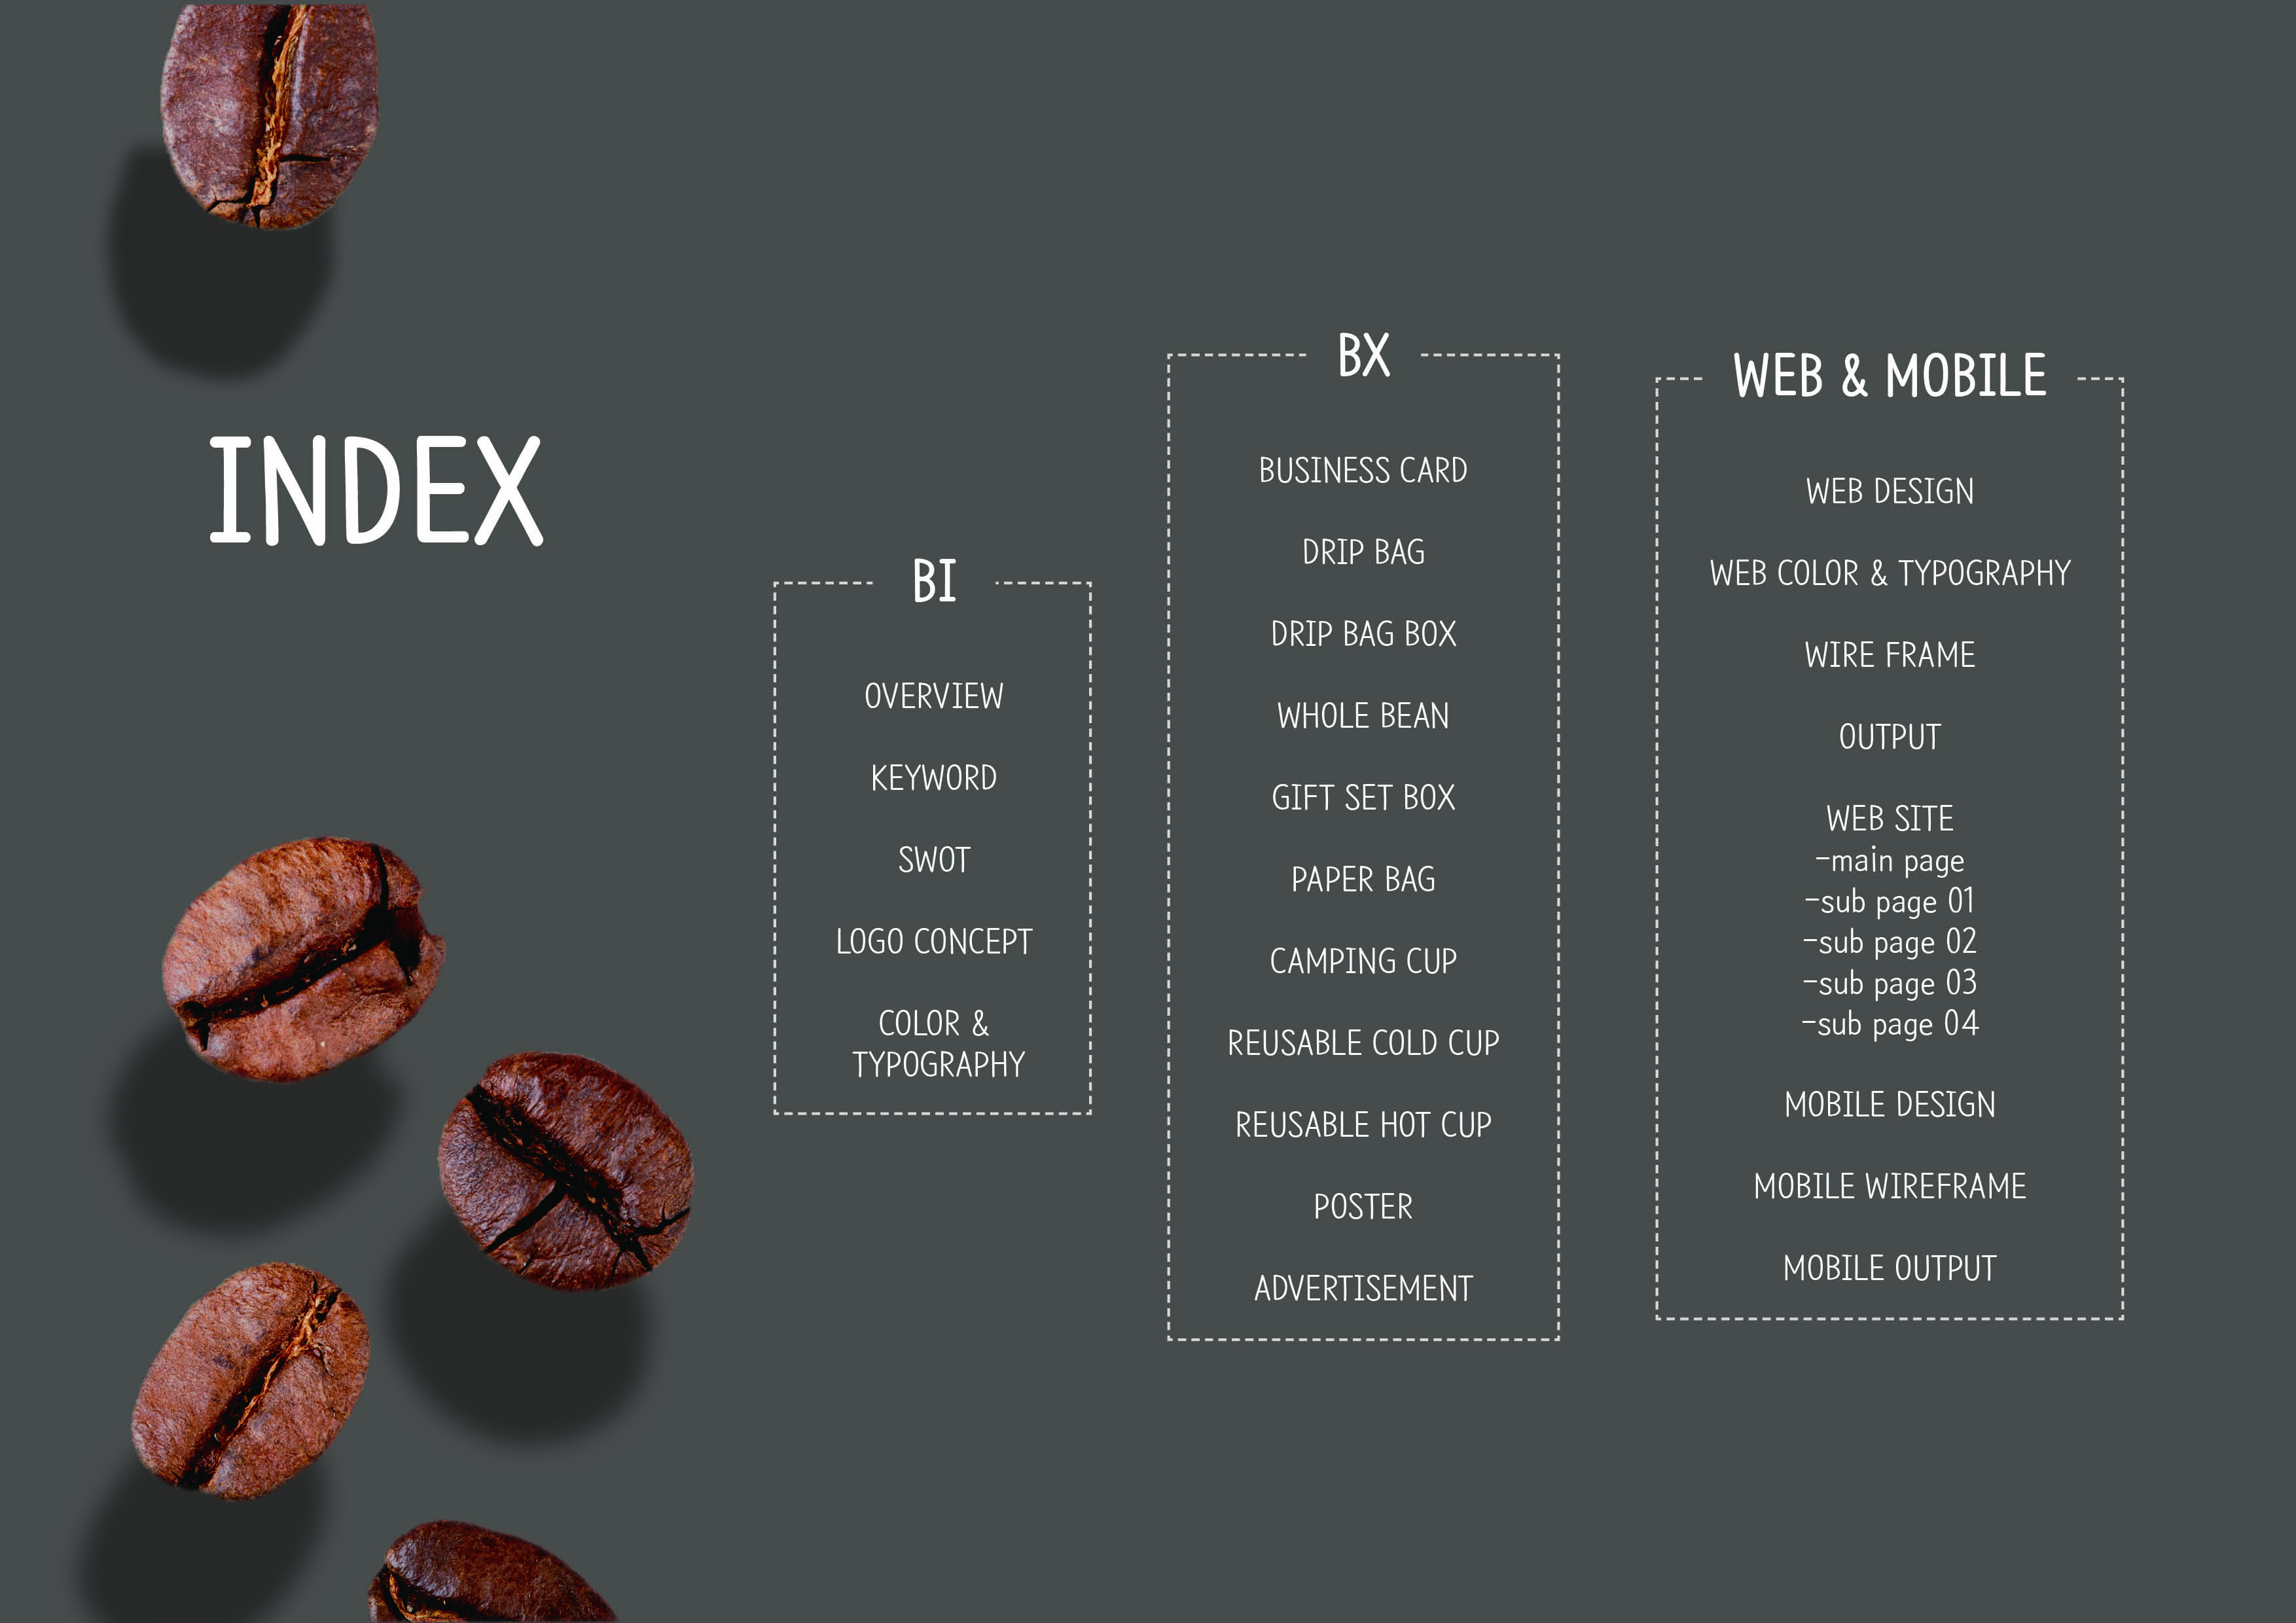 INDEX
BI
OVERVIEW
KEYWORD
SWOT
LOGO CONCEPT
COLOR &
TYPOGRAPHY
BX
BUSINESS CARD
DRIP BAG
DRIP BAG BOX
WHOLE BEAN
GIFT SET BOX
PAPER BAG
CAMPING CUP
REUSABLE COLD CUP
REUSABLE HOT CUP
POSTER
ADVERTISEMENT
WEB & MOBILE
WEB DESIGN
WEB COLOR & TYPOGRAPHY
WIRE FRAME
OUTPUT
WEB SITE
-main page
-sub page 01
-sub page 02
-sub page 03
-sub page 04
MOBILE DESIGN
MOBILE WIREFRAME
MOBILE OUTPUT